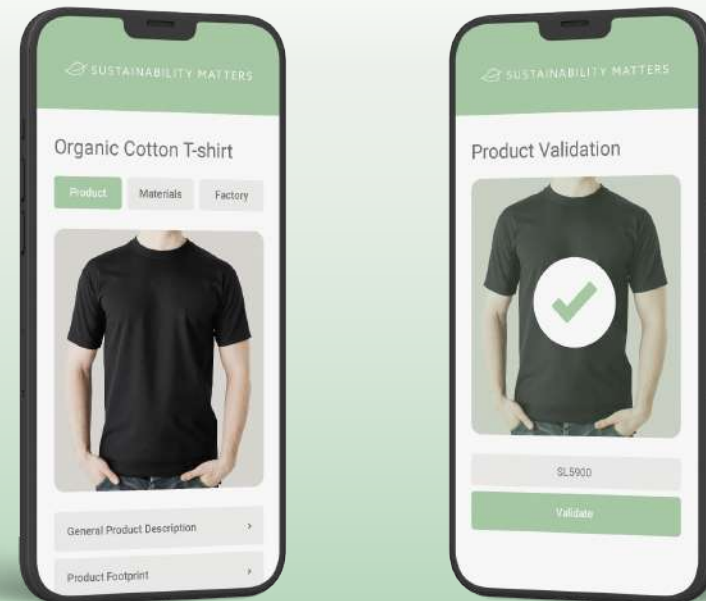 SUSTAINABILITY MATTERS
Organic Cotton T-shirt
Product
Materials
Factory
General Product Description
Product Footprint
SUSTAINABILITY MATTERS
Product Validation
SL5900
Validate